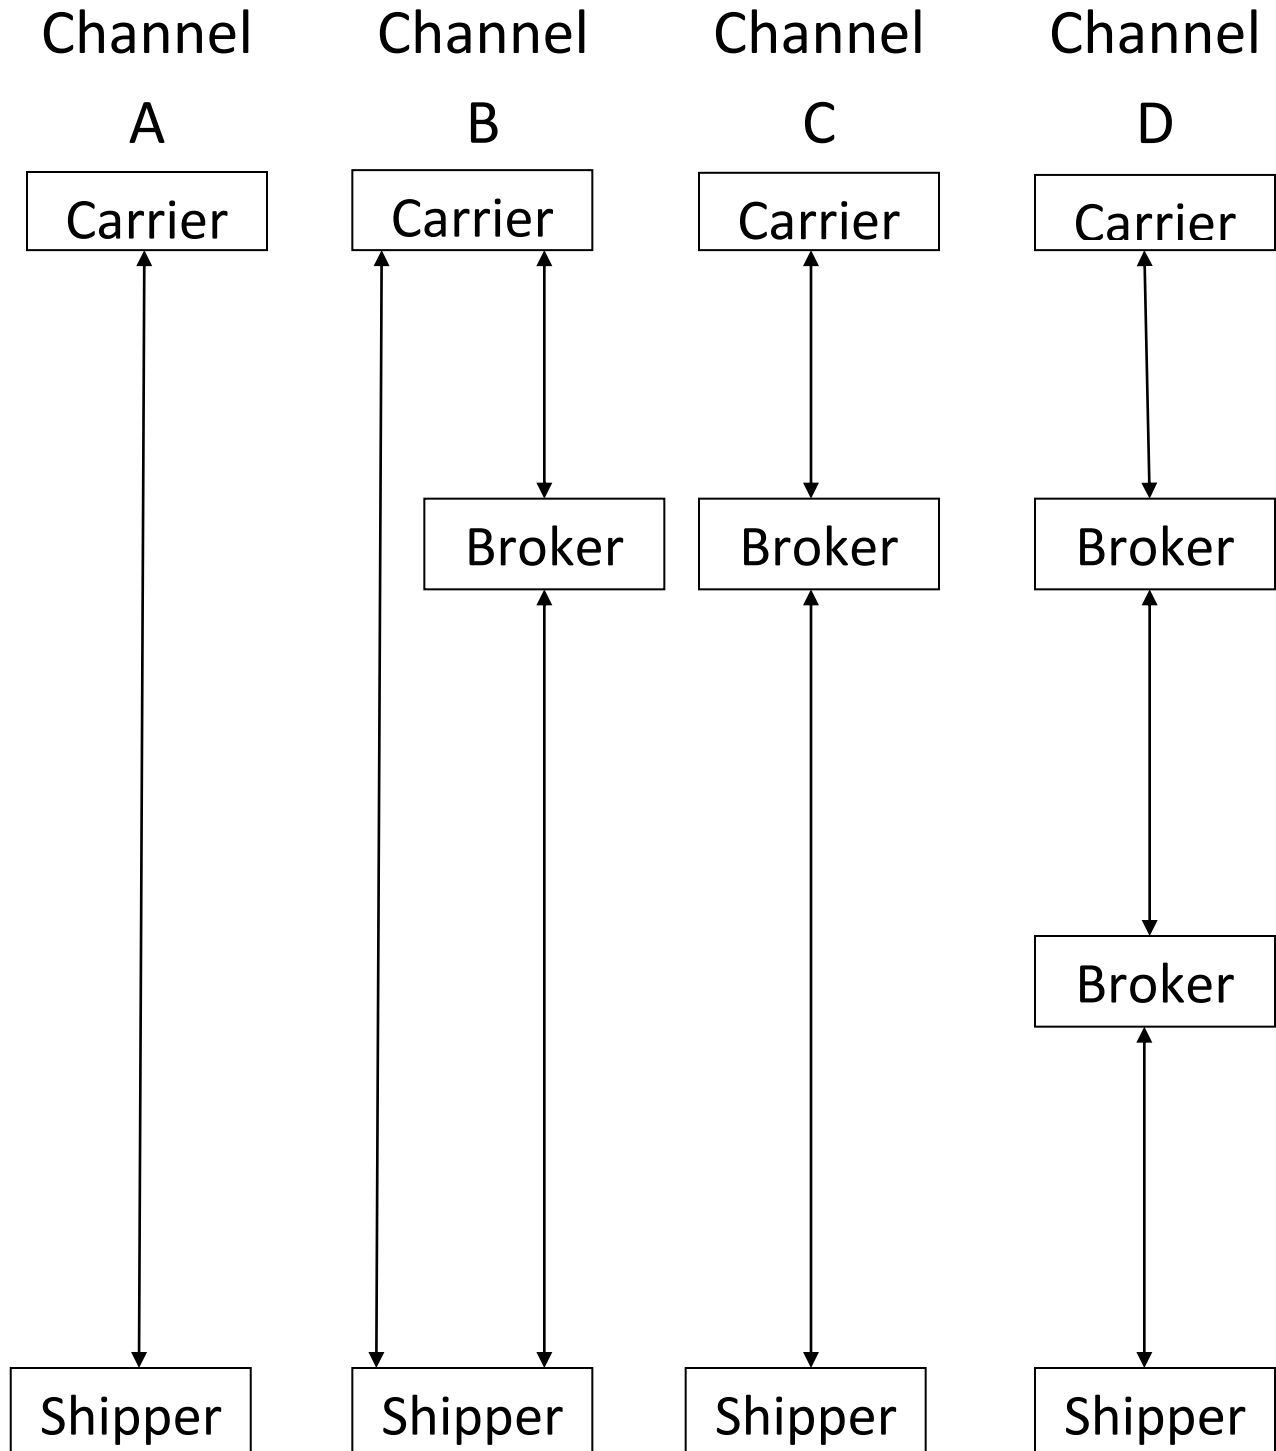 Channel Channel Channel Channel
A B C D
Carrier Carrier Carrier Carrier
Broker Broker Broker
Broker
Shipper Shipper Shipper Shipper